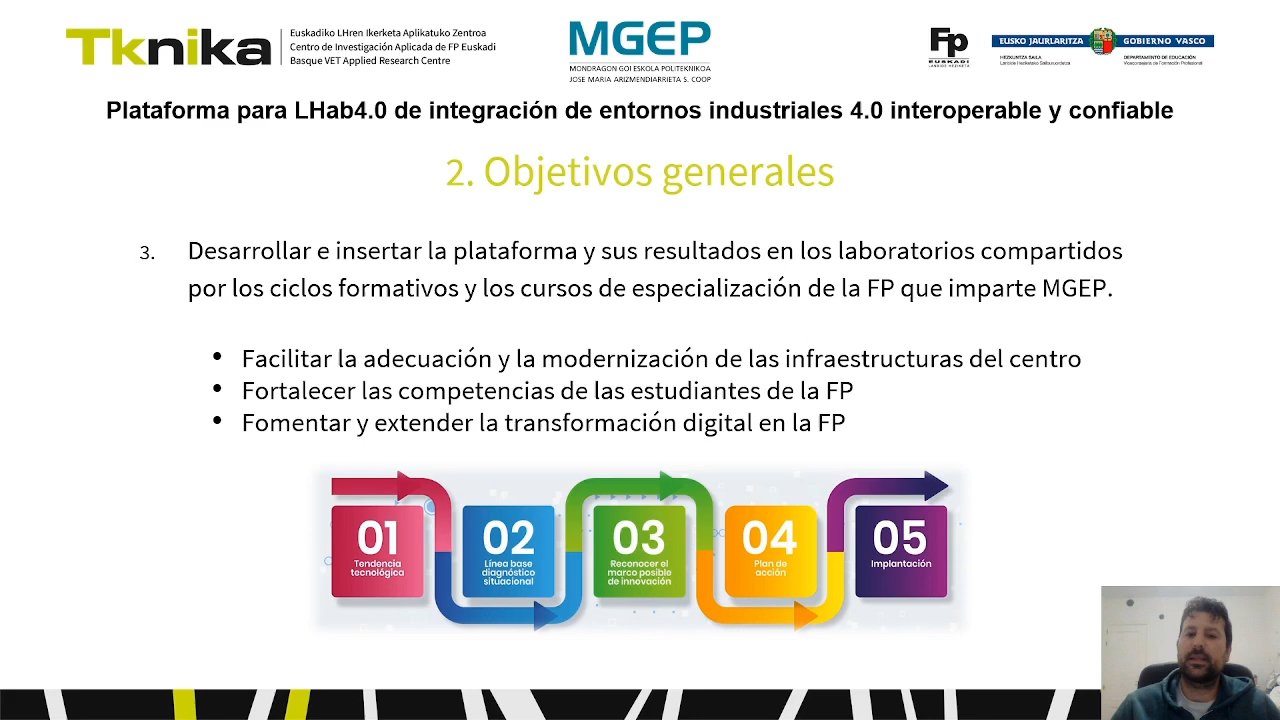 Tknika
Euskadiko LHren Ikerketa Aplikatuko Zentroa
Centro de Investigación Aplicada de FP Euskadi
Basque VET Applied Research Centre
MGEP
MONDRAGON GOI ESKOLA POLITEKNIKOA
JOSE MARIA ARIZMENDIARRIETA S. COOP
Fp
EUSKADI
LANBIDE HEZIKETA
EUSKO JAURLARITZA
GOBIERNO VASCO
HEZKUNTZA SAILA
Lanbide Heziketako Sailburuordetza
DEPARTAMENTO DE EDUCACIÓN
Viceconsejería de Formación Profesional
Plataforma para LHab4.0 de integración de entornos industriales 4.0 interoperable y confiable
2. Objetivos generales
3. Desarrollar e insertar la plataforma y sus resultados en los laboratorios compartidos
por los ciclos formativos y los cursos de especialización de la FP que imparte MGEP.
• Facilitar la adecuación y la modernización de las infraestructuras del centro
• Fortalecer las competencias de las estudiantes de la FP
• Fomentar y extender la transformación digital en la FP
01
Tendencia
tecnológica
02
Línea base
diagnóstico
situacional
03
Reconocer el
marco posible
de innovación
04
Plan de
acción
05
Implantación